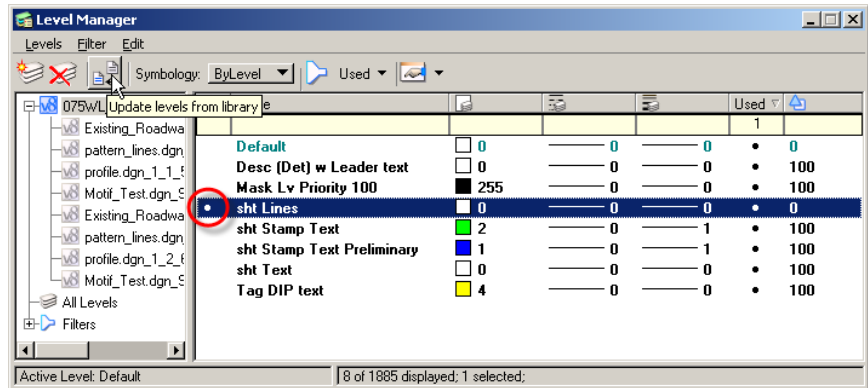 Level Manager
Levels Filter Edit
Symbology: ByLevel Used
Update levels from library
Used
1
Existing_Roadwa
pattern_lines.dgn
profile.dgn_1_1_5
Motif_Test.dgn_S
Existing_Roadwa
pattern_lines.dgn
profile.dgn_1_2_6
Motif_Test.dgn_S
All Levels
Filters
Default 0 0 0 • 0
Desc (Det) w Leader text 0 0 0 • 100
Mask Lv Priority 100 255 0 0 • 100
• sht Lines 0 0 0 • 0
sht Stamp Text 2 0 1 • 100
sht Stamp Text Preliminary 1 0 1 • 100
sht Text 0 0 0 • 100
Tag DIP text 4 0 0 • 100
Active Level: Default 8 of 1885 displayed; 1 selected;